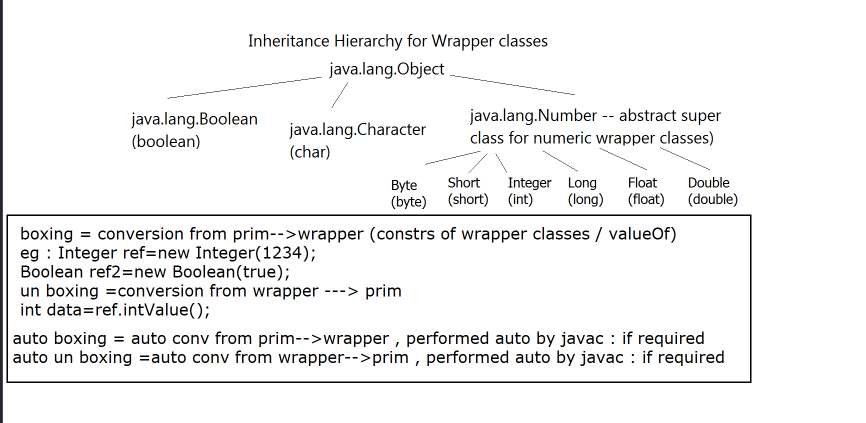 Inheritance Hierarchy for Wrapper classes
java.lang.Object
java.lang.Boolean
(boolean)
java.lang.Character
(char)
java.lang.Number -- abstract super
class for numeric wrapper classes)
Byte
(byte)
Short
(short)
Integer
(int)
Long
(long)
Float
(float)
Double
(double)
boxing = conversion from prim-->wrapper (constrs of wrapper classes / valueOf)
eg : Integer ref=new Integer(1234);
Boolean ref2=new Boolean(true);
un boxing =conversion from wrapper ---> prim
int data=ref.intValue();
auto boxing = auto conv from prim-->wrapper , performed auto by javac : if required
auto un boxing =auto conv from wrapper-->prim , performed auto by javac : if required